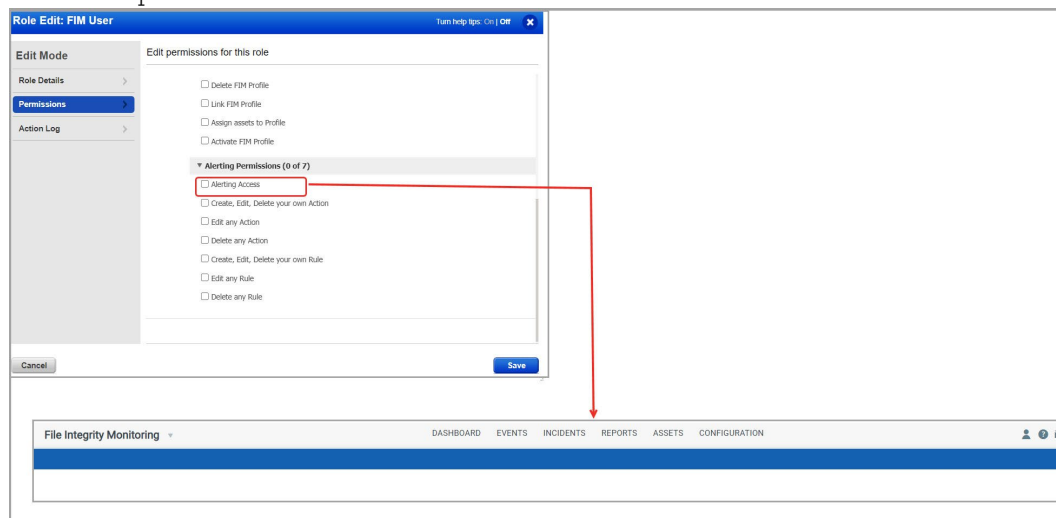 Role Edit: FIM User
Turn help tips: On | Off
Edit Mode
Edit permissions for this role
Role Details
Permissions
Action Log
Delete FIM Profile
Link FIM Profile
Assign assets to Profile
Activate FIM Profile
Alerting Permissions (0 of 7)
Alerting Access
Create, Edit, Delete your own Action
Edit any Action
Delete any Action
Create, Edit, Delete your own Rule
Edit any Rule
Delete any Rule
Cancel
Save
File Integrity Monitoring
DASHBOARD EVENTS INCIDENTS REPORTS ASSETS CONFIGURATION